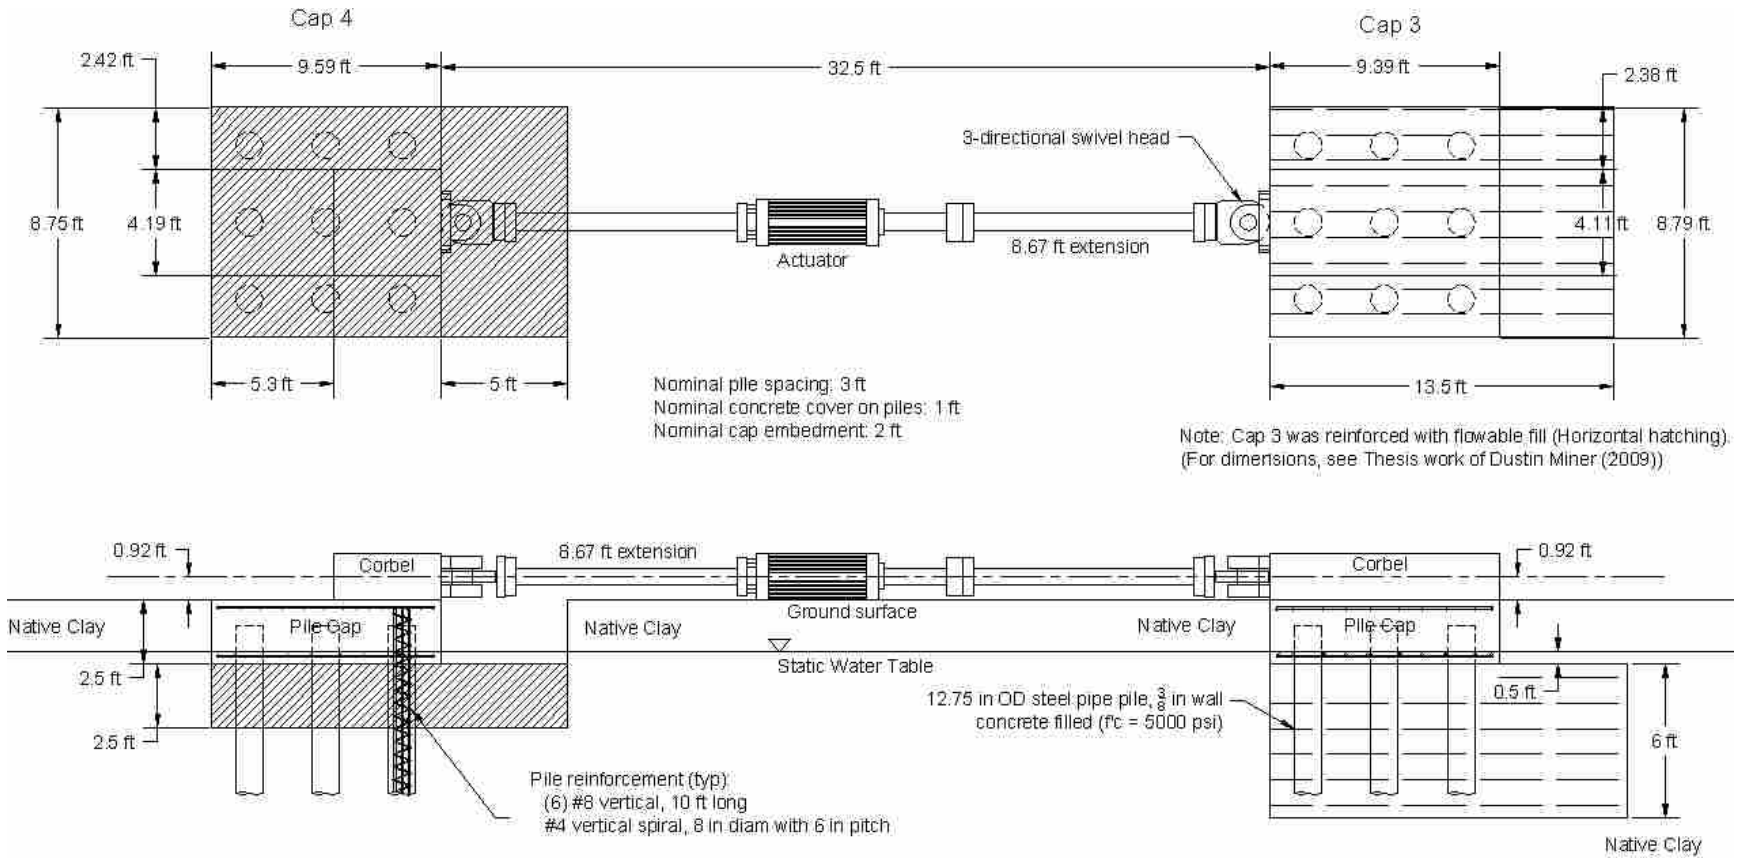 Cap 4
Cap 3
2.42 ft
9.59 ft
32.5 ft
9.39 ft
2.38 ft
3-directional swivel head
8.75 ft
4.19 ft
4.11 ft
8.79 ft
8.67 ft extension
Actuator
5.3 ft
5 ft
13.5 ft
Nominal pile spacing: 3 ft
Nominal concrete cover on piles: 1 ft
Nominal cap embedment: 2 ft
Note: Cap 3 was reinforced with flowable fill (Horizontal hatching).
(For dimensions, see Thesis work of Dustin Miner (2009))
0.92 ft
8.67 ft extension
0.92 ft
Corbel
Corbel
Ground surface
Native Clay
Pile Cap
Native Clay
Native Clay
Pile Cap
Static Water Table
2.5 ft
0.5 ft
12.75 in OD steel pipe pile, 3/8 in wall
concrete filled (f'c = 5000 psi)
2.5 ft
6 ft
Pile reinforcement (typ):
(6) #8 vertical, 10 ft long
#4 vertical spiral, 8 in diam with 6 in pitch
Native Clay